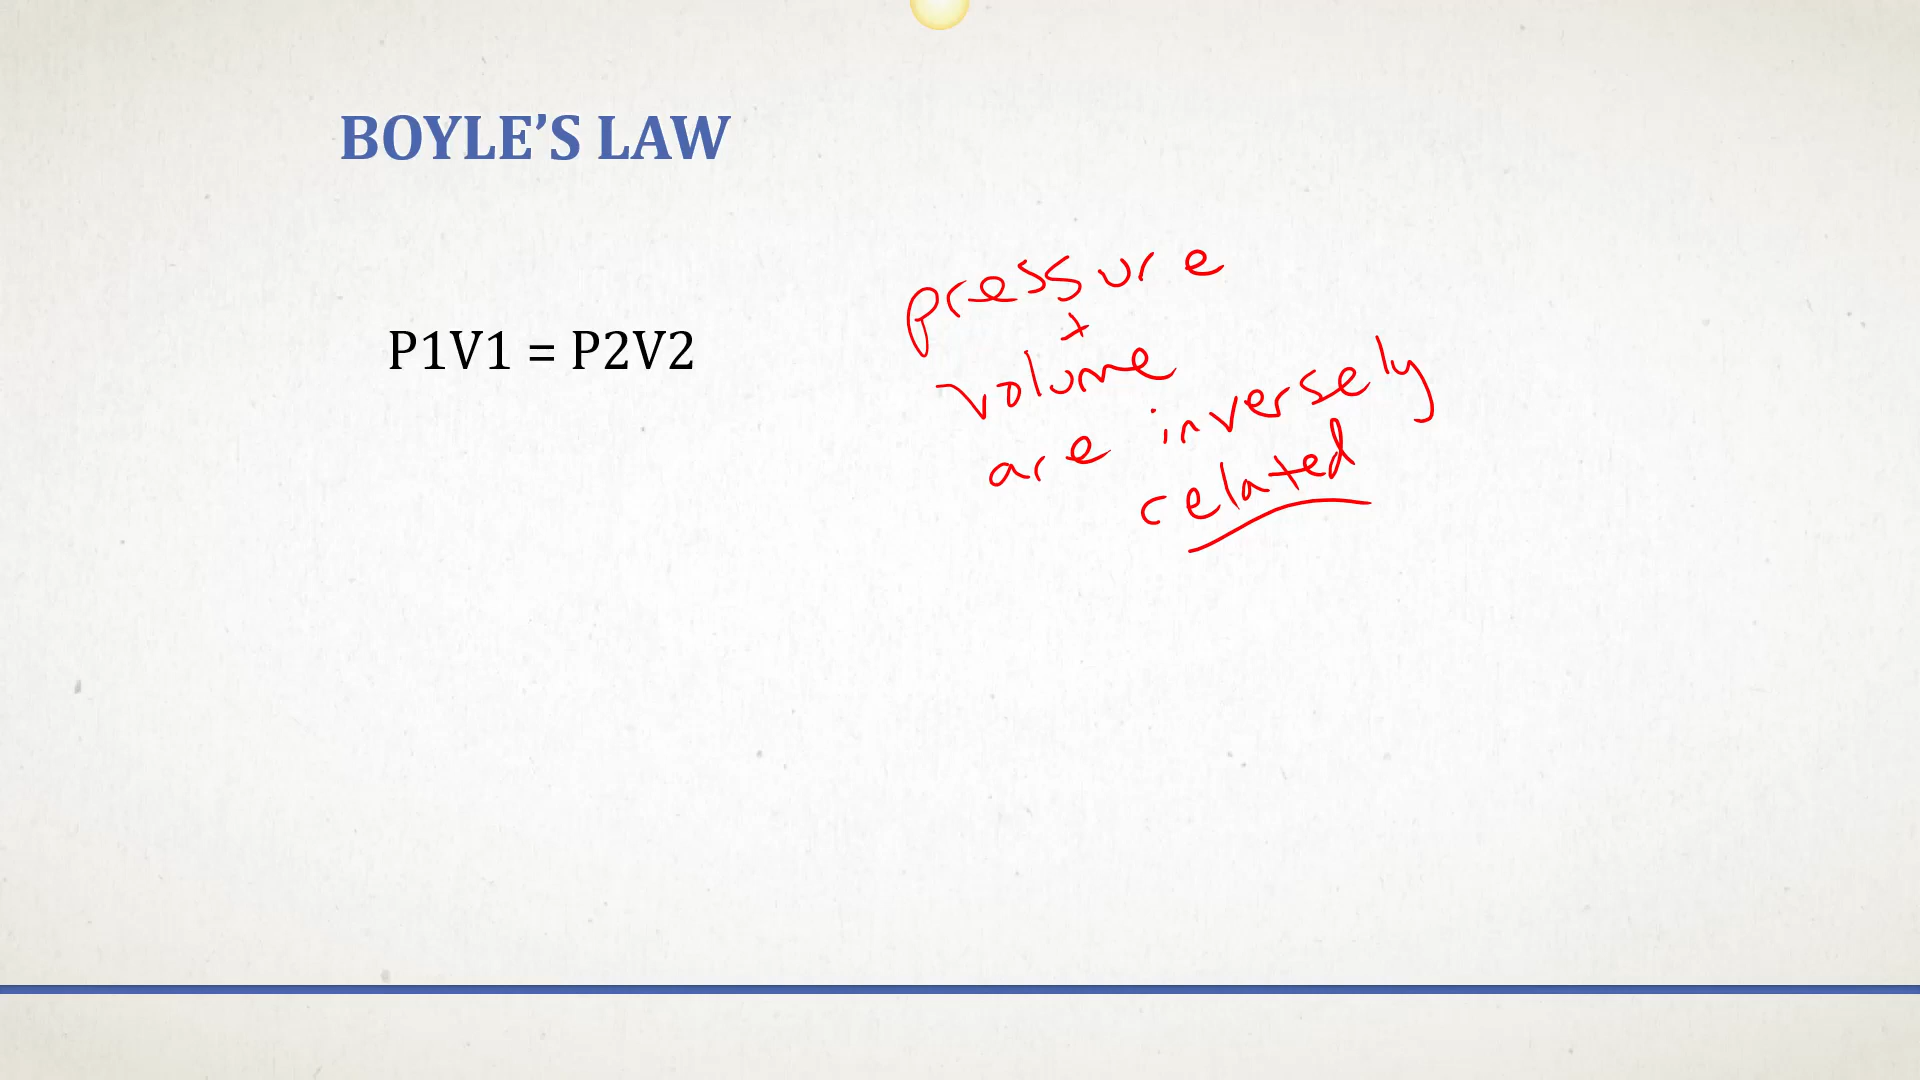 BOYLE’S LAW
P1V1 = P2V2
pressure
+
volume
are inversely
related